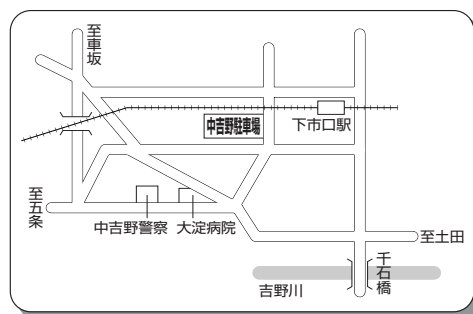 至車坂
中吉野駐車場
下市口駅
至五条
中吉野警察
大淀病院
至土田
千石橋
吉野川